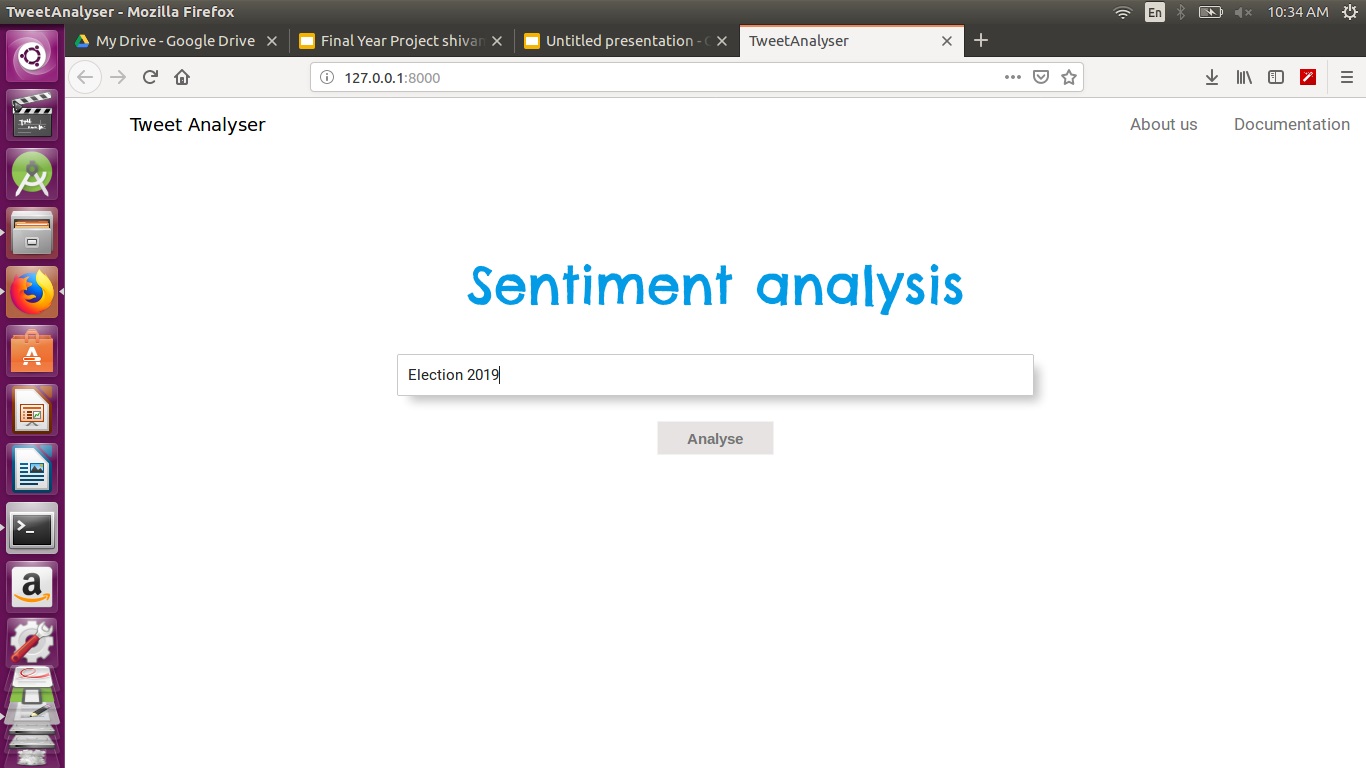 TweetAnalyser - Mozilla Firefox
En
10:34 AM
My Drive - Google Drive
Final Year Project shivan
Untitled presentation -
TweetAnalyser
127.0.0.1:8000
Tweet Analyser
About us
Documentation
Sentiment analysis
Election 2019
Analyse